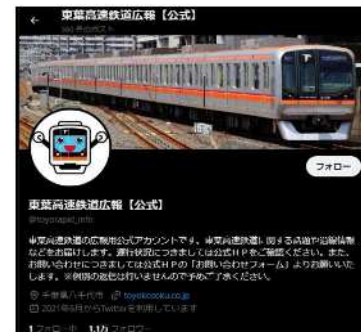 東葉高速鉄道広報【公式】
フォロー
東葉高速鉄道広報【公式】
@toyorapid_info
東葉高速鉄道の広報用公式アカウントです。東葉高速鉄道に関する話題や沿線情報
などをお届けします。運行状況につきましては公式HPをご確認ください。また、
お問い合わせにつきましては公式HPの「お問い合わせフォーム」よりお願いいた
します。※個別の返信は行いませんので予めご了承ください。
千葉県八千代市 toyokosoku.co.jp
2021年6月からTwitterを利用しています
1 フォロー中 1.1万 フォロワー